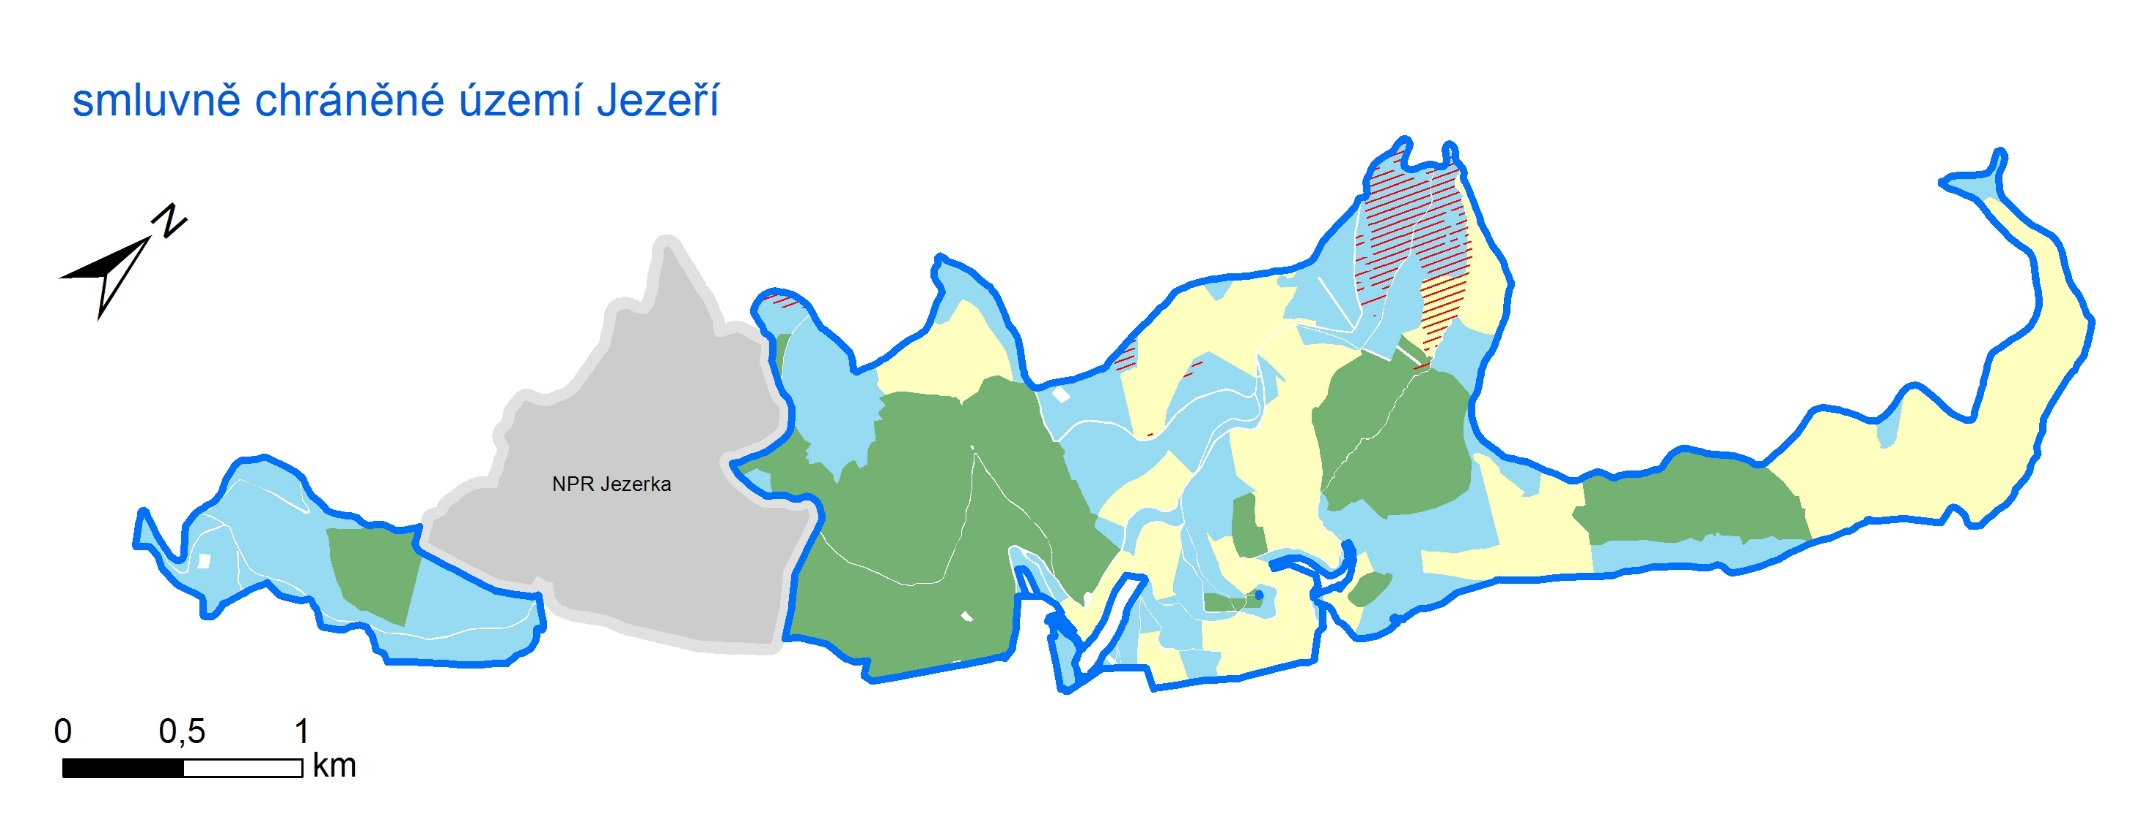 smluvně chráněné území Jezeří
N
NPR Jezerka
0 0,5 1
km